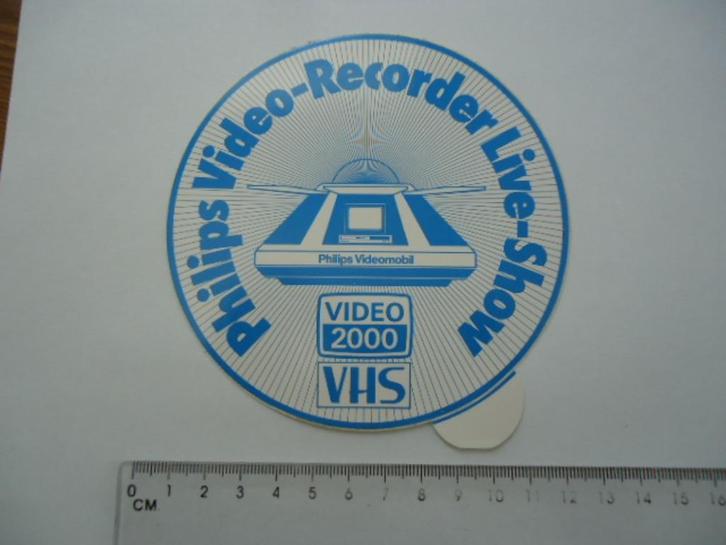 Philips Video-Recorder Live-Show
Philips Videomobil
VIDEO
2000
VHS
0 1 2 3 4 5 6 7 8 9 10 11 12 13 14 15 16
CM